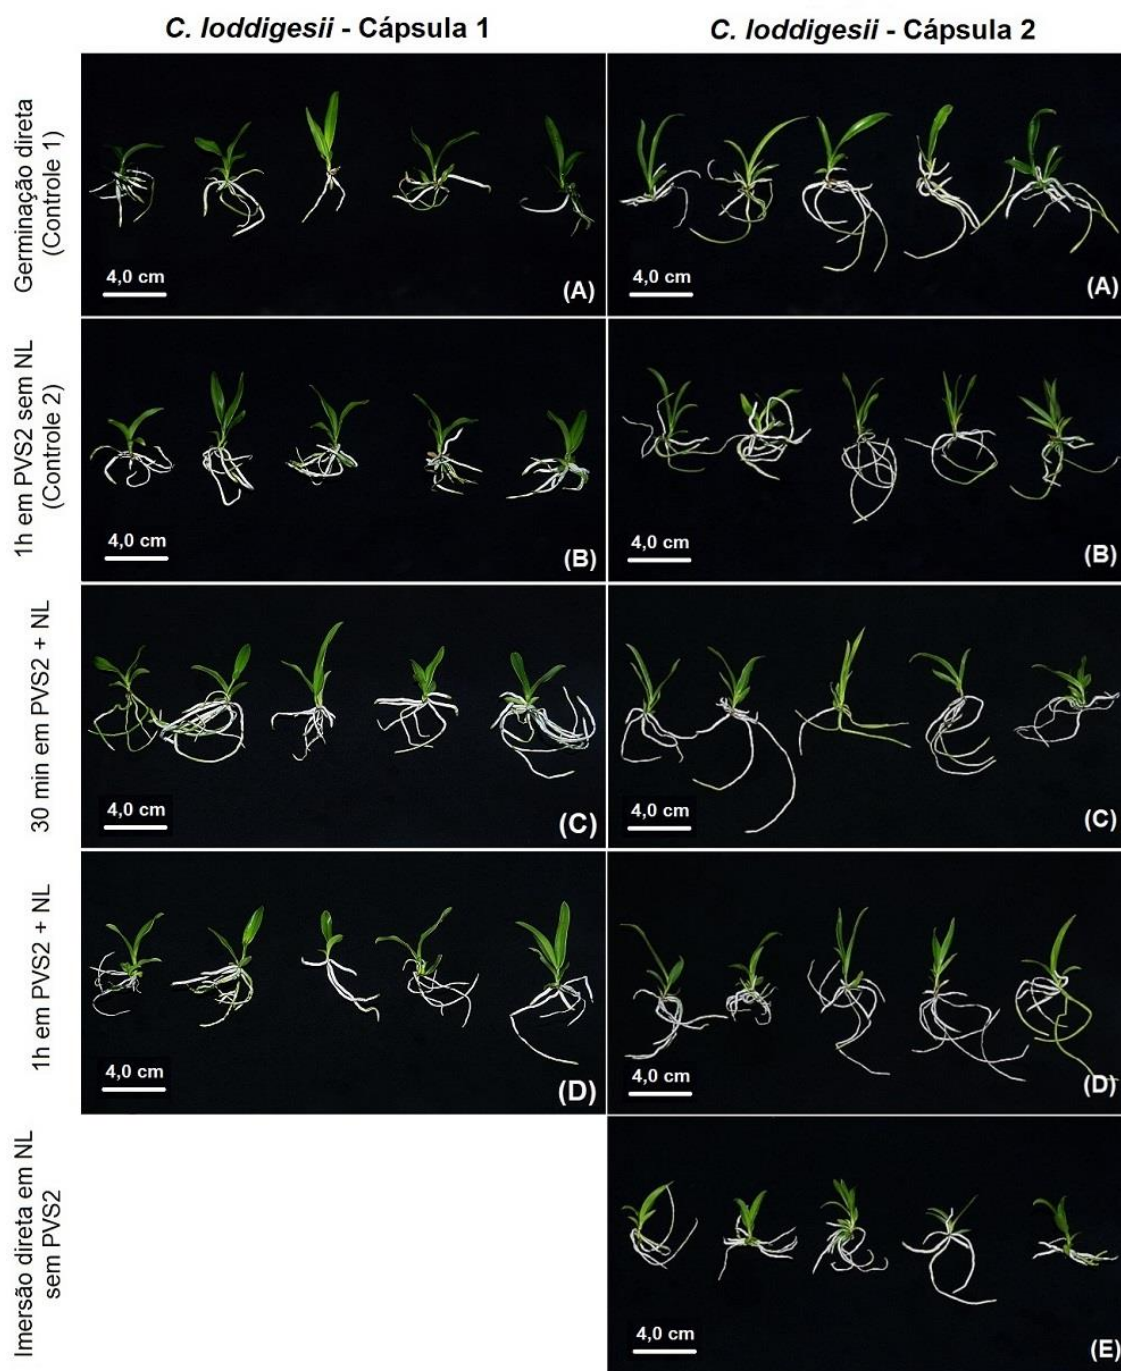 C. loddigesii - Cápsula 1
C. loddigesii - Cápsula 2
Germinação direta
(Controle 1)
4,0 cm
(A)
4,0 cm
(A)
1h em PVS2 sem NL
(Controle 2)
4,0 cm
(B)
4,0 cm
(B)
30 min em PVS2 + NL
4,0 cm
(C)
4,0 cm
(C)
1h em PVS2 + NL
4,0 cm
(D)
4,0 cm
(D)
Imersão direta em NL
sem PVS2
4,0 cm
(E)